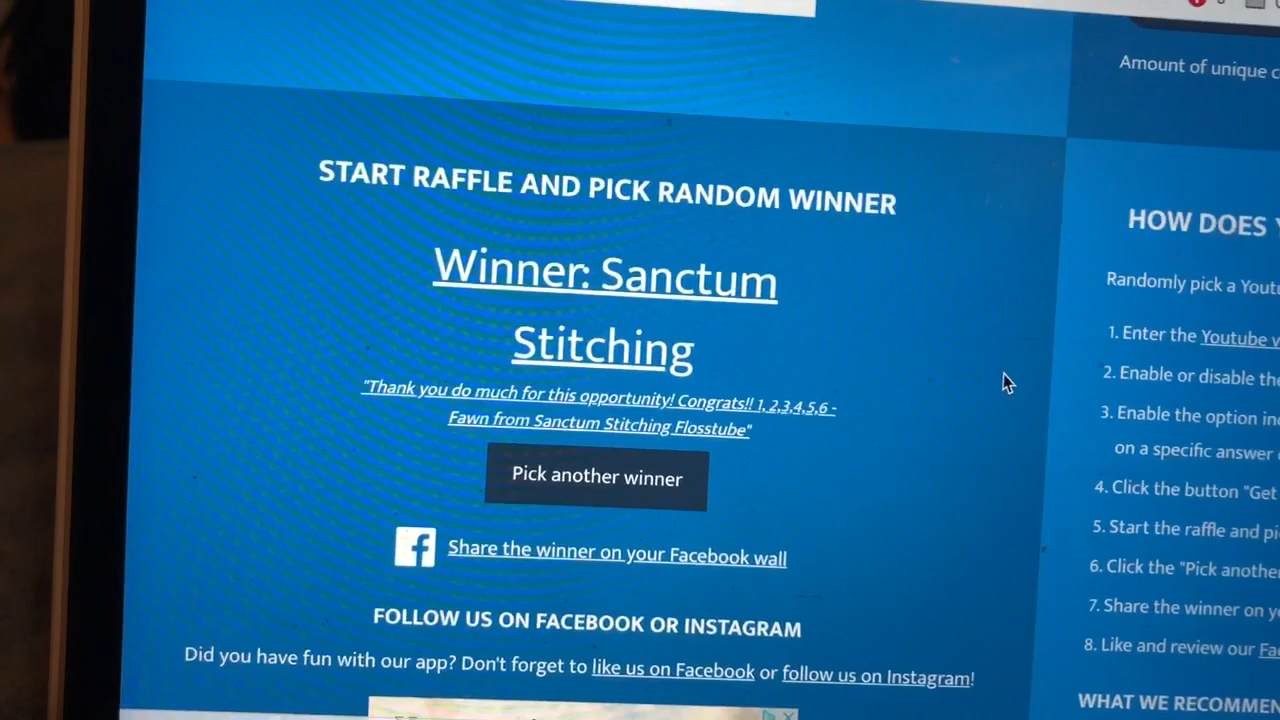 START RAFFLE AND PICK RANDOM WINNER
Winner: Sanctum
Stitching
"Thank you do much for this opportunity! Congrats!! 1, 2,3,4,5,6 -
Fawn from Sanctum Stitching Flosstube"
Pick another winner
Share the winner on your Facebook wall
FOLLOW US ON FACEBOOK OR INSTAGRAM
Did you have fun with our app? Don't forget to like us on Facebook or follow us on Instagram!
Amount of unique
HOW DOES
Randomly pick a
1. Enter the Youtube
2. Enable or disable the
3. Enable the option
on a specific answer
4. Click the button "Get
5. Start the raffle and
6. Click the "Pick another
7. Share the winner on
8. Like and review our
WHAT WE